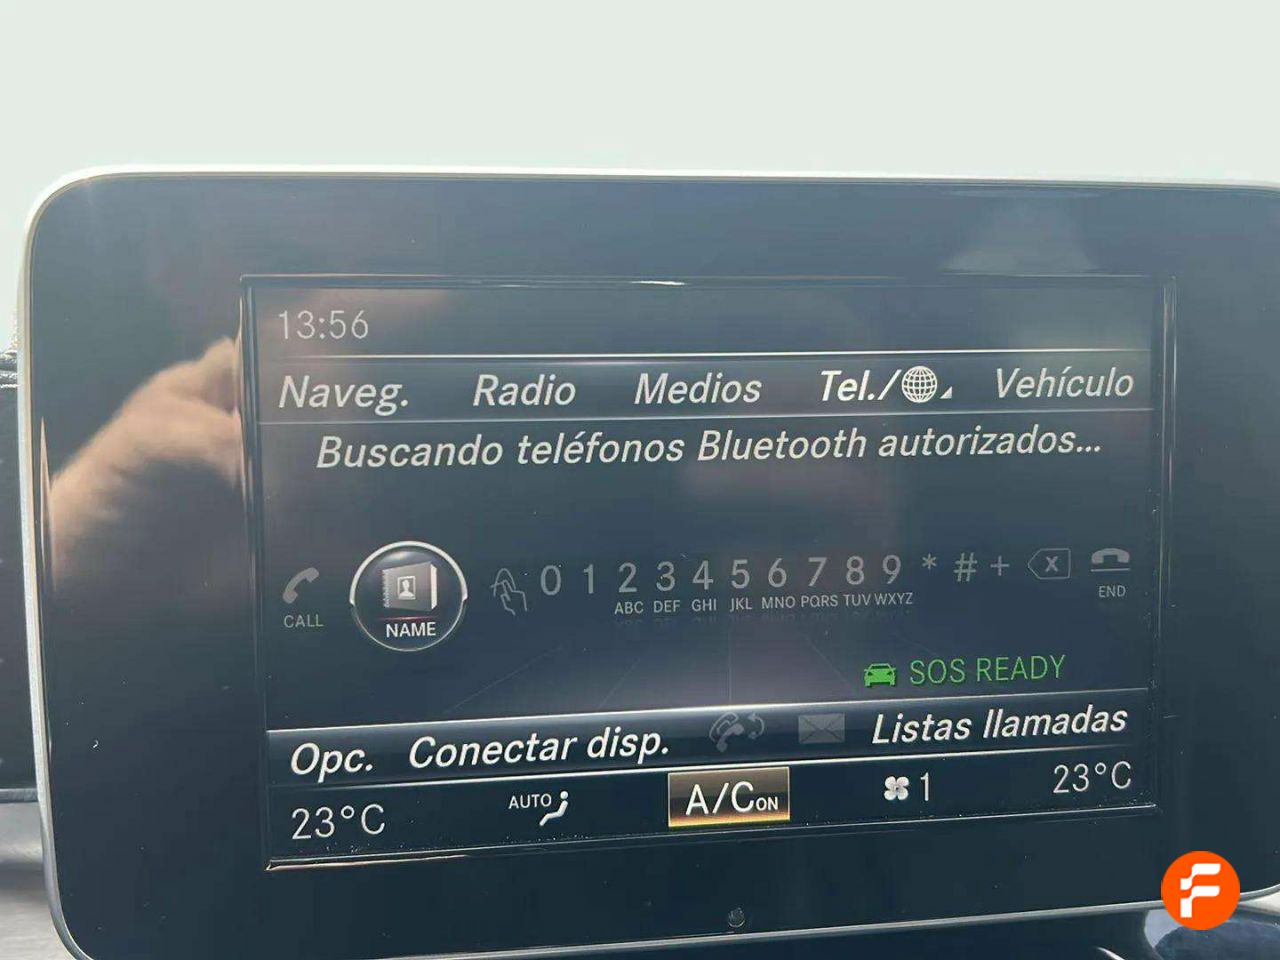 13:56
Naveg. Radio Medios Tel./ Vehículo
Buscando teléfonos Bluetooth autorizados...
CALL NAME 0 1 2 3 4 5 6 7 8 9 * # + X END
ABC DEF GHI JKL MNO PQRS TUV WXYZ
SOS READY
Opc. Conectar disp. Listas llamadas
23°C AUTO A/C ON 1 23°C